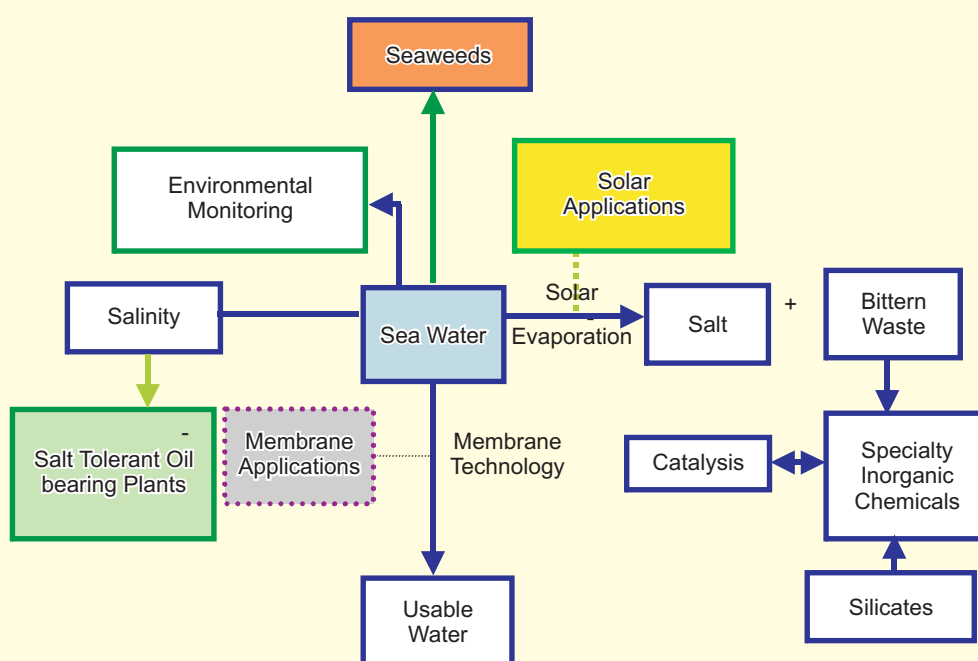 Seaweeds
Environmental
Monitoring
Solar
Applications
Salinity
Sea Water
Solar
Evaporation
Salt
+
Bittern
Waste
-
Salt Tolerant Oil
bearing Plants
Membrane
Applications
Membrane
Technology
Catalysis
Specialty
Inorganic
Chemicals
Usable
Water
Silicates